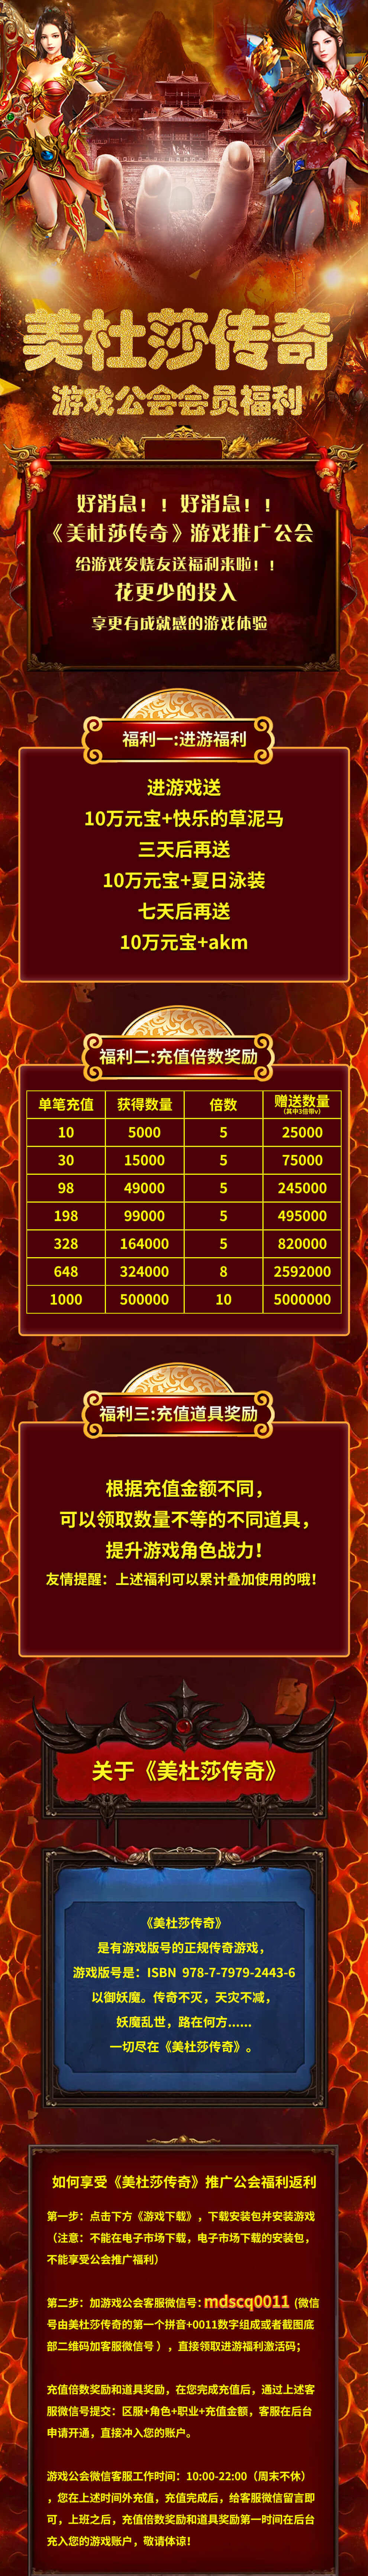 美杜莎传奇
游戏公会会员福利
好消息！！好消息！！
《美杜莎传奇》游戏推广公会
给游戏发烧友送福利来啦！！
花更少的投入
享更有成就感的游戏体验
福利一:进游福利
进游戏送
10万元宝+快乐的草泥马
三天后再送
10万元宝+夏日泳装
七天后再送
10万元宝+akm
福利二:充值倍数奖励
单笔充值 获得数量 倍数 赠送数量
(其中3倍带v)
10 5000 5 25000
30 15000 5 75000
98 49000 5 245000
198 99000 5 495000
328 164000 5 820000
648 324000 8 2592000
1000 500000 10 5000000
福利三:充值道具奖励
根据充值金额不同，
可以领取数量不等的不同道具，
提升游戏角色战力！
友情提醒：上述福利可以累计叠加使用的哦！
关于《美杜莎传奇》
《美杜莎传奇》
是有游戏版号的正规传奇游戏，
游戏版号是：ISBN 978-7-7979-2443-6
以御妖魔。传奇不灭，天灾不减，
妖魔乱世，路在何方......
一切尽在《美杜莎传奇》。
如何享受《美杜莎传奇》推广公会福利返利
第一步：点击下方《游戏下载》，下载安装包并安装游戏
（注意：不能在电子市场下载，电子市场下载的安装包，
不能享受公会推广福利）
第二步：加游戏公会客服微信号：mdscq0011 (微信
号由美杜莎传奇的第一个拼音+0011数字组成或者截图底
部二维码加客服微信号 ），直接领取进游福利激活码；
充值倍数奖励和道具奖励，在您完成充值后，通过上述客
服微信号提交：区服+角色+职业+充值金额，客服在后台
申请开通，直接冲入您的账户。
游戏公会微信客服工作时间：10:00-22:00（周末不休）
，您在上述时间外充值，充值完成后，给客服微信留言即
可，上班之后，充值倍数奖励和道具奖励第一时间在后台
充入您的游戏账户，敬请体谅！